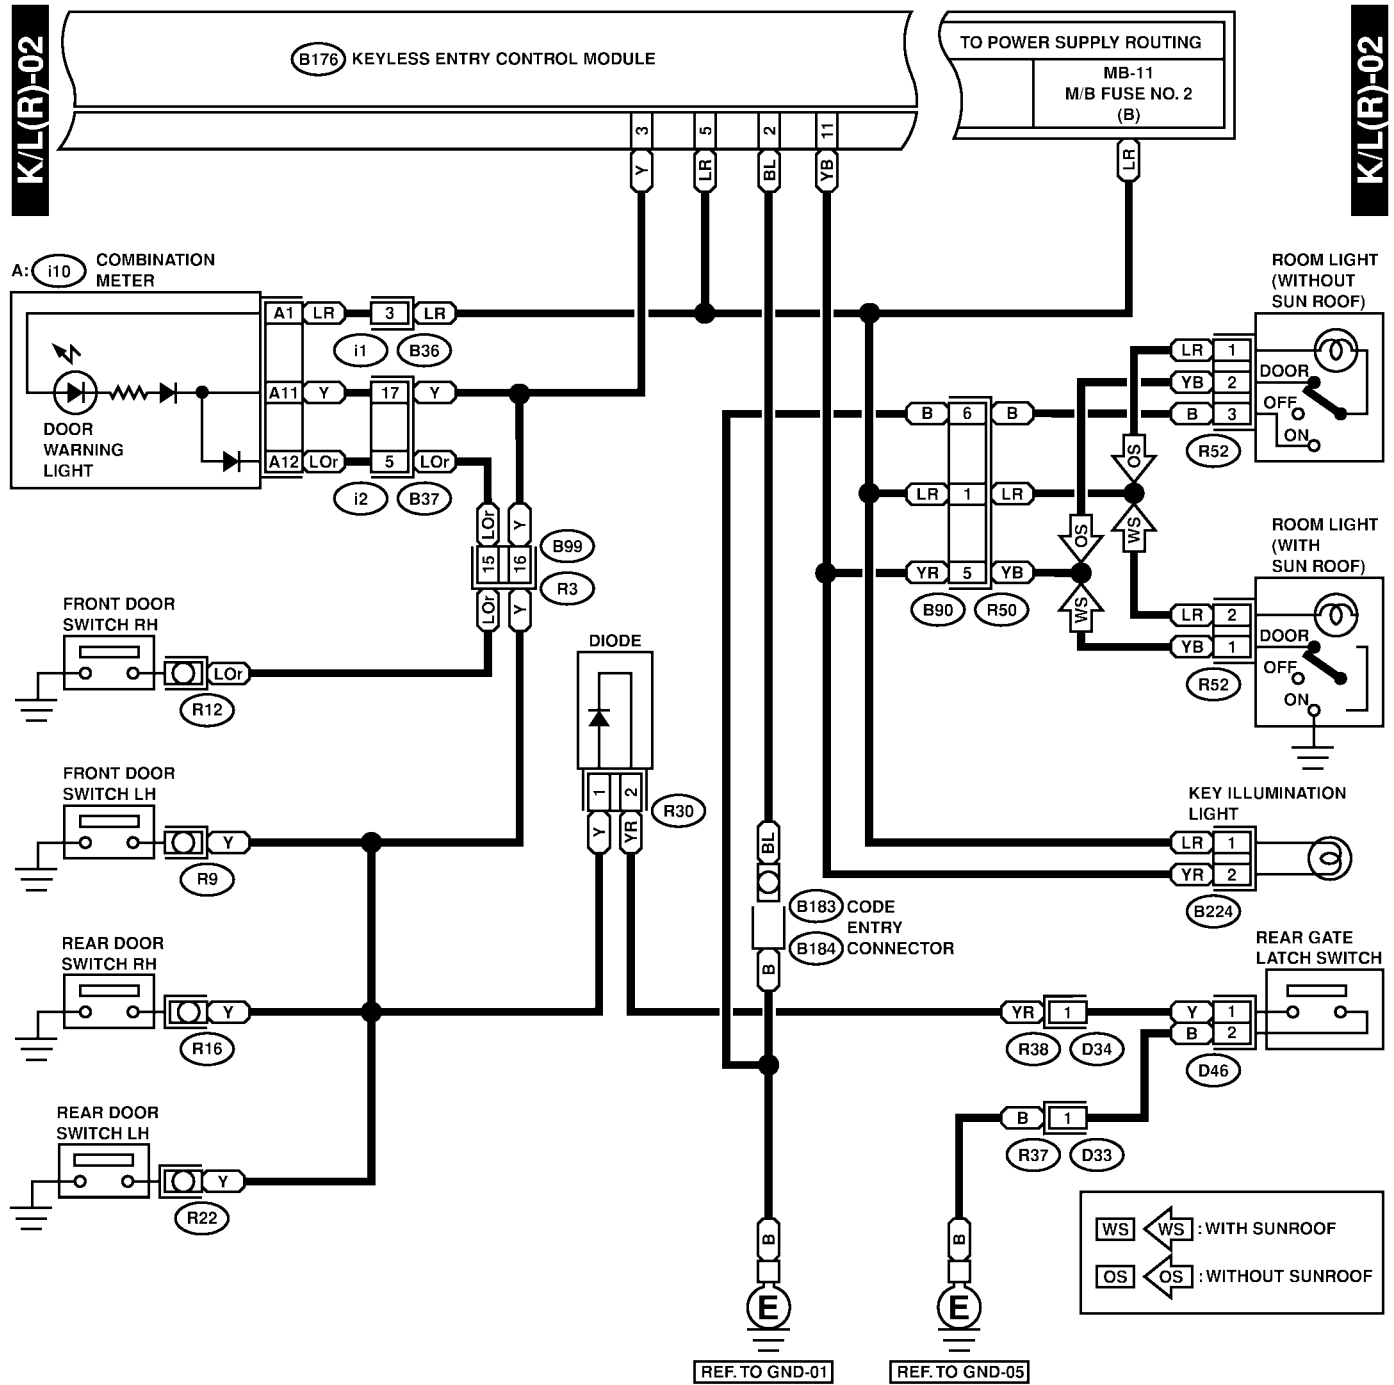 K/L(R)-02
K/L(R)-02
B176 KEYLESS ENTRY CONTROL MODULE
TO POWER SUPPLY ROUTING
MB-11
M/B FUSE NO. 2
(B)
3 5 2 11
Y LR BL YB
LR
A: i10 COMBINATION
METER
A1 LR 3 LR
i1 B36
A11 Y 17 Y
A12 LOr 5 LOr
i2 B37
DOOR
WARNING
LIGHT
LOr Y
15 16
B99
R3
LOr Y
ROOM LIGHT
(WITHOUT
SUN ROOF)
LR 1
YB 2
B 3
DOOR
OFF
ON
R52
B 6 B
LR 1 LR
YR 5 YB
B90 R50
OS
WS
OS
WS
ROOM LIGHT
(WITH
SUN ROOF)
LR 2
YB 1
DOOR
OFF
ON
R52
FRONT DOOR
SWITCH RH
LOr
R12
DIODE
1 2
R30
Y YR
FRONT DOOR
SWITCH LH
Y
R9
KEY ILLUMINATION
LIGHT
LR 1
YR 2
B224
BL
B183 CODE
ENTRY
B184 CONNECTOR
B
REAR DOOR
SWITCH RH
Y
R16
REAR GATE
LATCH SWITCH
YR 1 Y 1
B 2
R38 D34
D46
B 1
R37 D33
REAR DOOR
SWITCH LH
Y
R22
WS WS : WITH SUNROOF
OS OS : WITHOUT SUNROOF
B B
E E
REF. TO GND-01
REF. TO GND-05